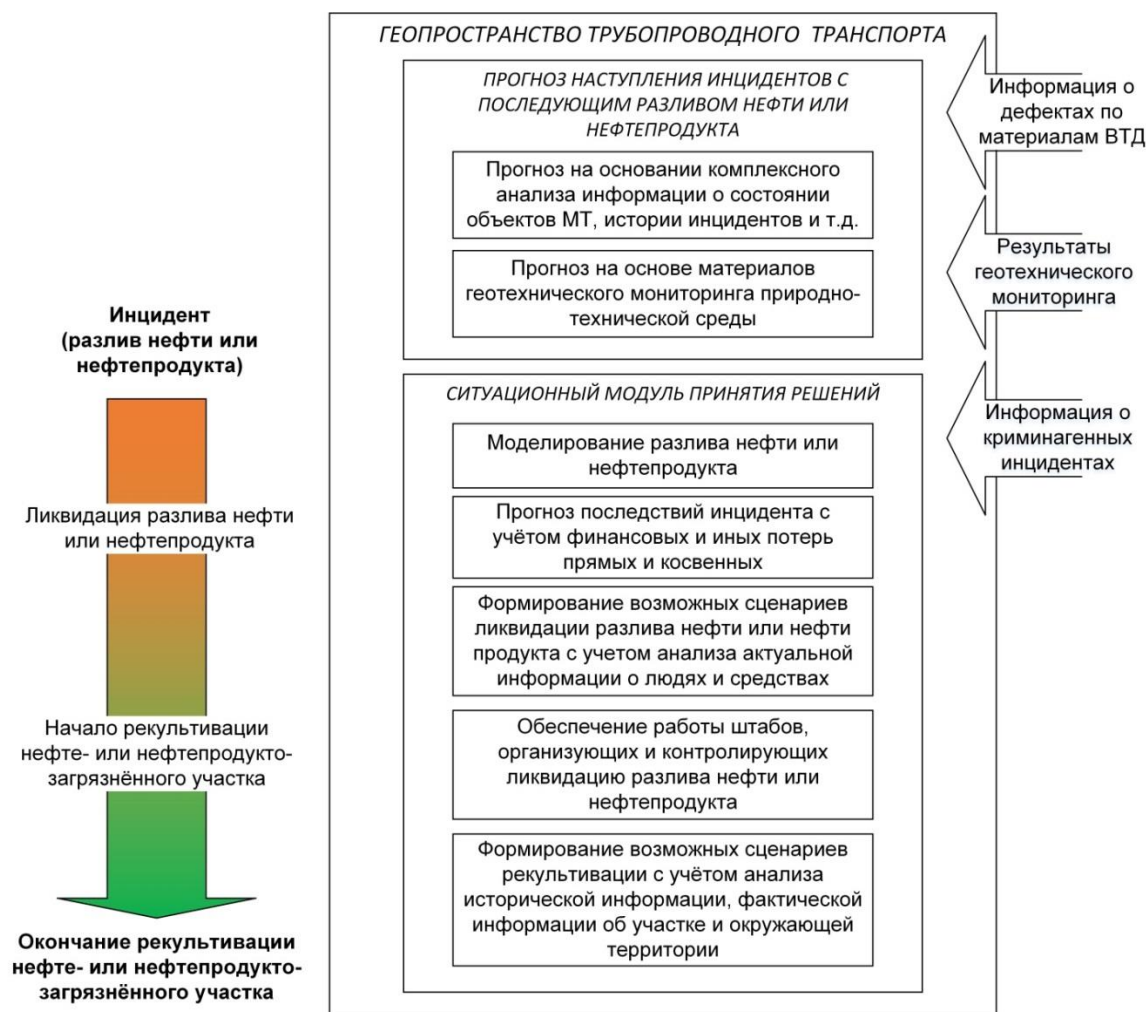 ГЕОПРОСТРАНСТВО ТРУБОПРОВОДНОГО ТРАНСПОРТА
ПРОГНОЗ НАСТУПЛЕНИЯ ИНЦИДЕНТОВ С
ПОСЛЕДУЮЩИМ РАЗЛИВОМ НЕФТИ ИЛИ
НЕФТЕПРОДУКТА
Прогноз на основании комплексного
анализа информации о состоянии
объектов МТ, истории инцидентов и т.д.
Прогноз на основе материалов
геотехнического мониторинга природно-
технической среды
Информация о
дефектах по
материалам ВТД
Результаты
геотехнического
мониторинга
Информация о
криминагенных
инцидентах
СИТУАЦИОННЫЙ МОДУЛЬ ПРИНЯТИЯ РЕШЕНИЙ
Моделирование разлива нефти или
нефтепродукта
Прогноз последствий инцидента с
учётом финансовых и иных потерь
прямых и косвенных
Формирование возможных сценариев
ликвидации разлива нефти или нефти
продукта с учетом анализа актуальной
информации о людях и средствах
Обеспечение работы штабов,
организующих и контролирующих
ликвидацию разлива нефти или
нефтепродукта
Формирование возможных сценариев
рекультивации с учётом анализа
исторической информации, фактической
информации об участке и окружающей
территории
Инцидент
(разлив нефти или
нефтепродукта)
Ликвидация разлива нефти
или нефтепродукта
Начало рекультивации
нефте- или нефтепродукто-
загрязнённого участка
Окончание рекультивации
нефте- или нефтепродукто-
загрязнённого участка